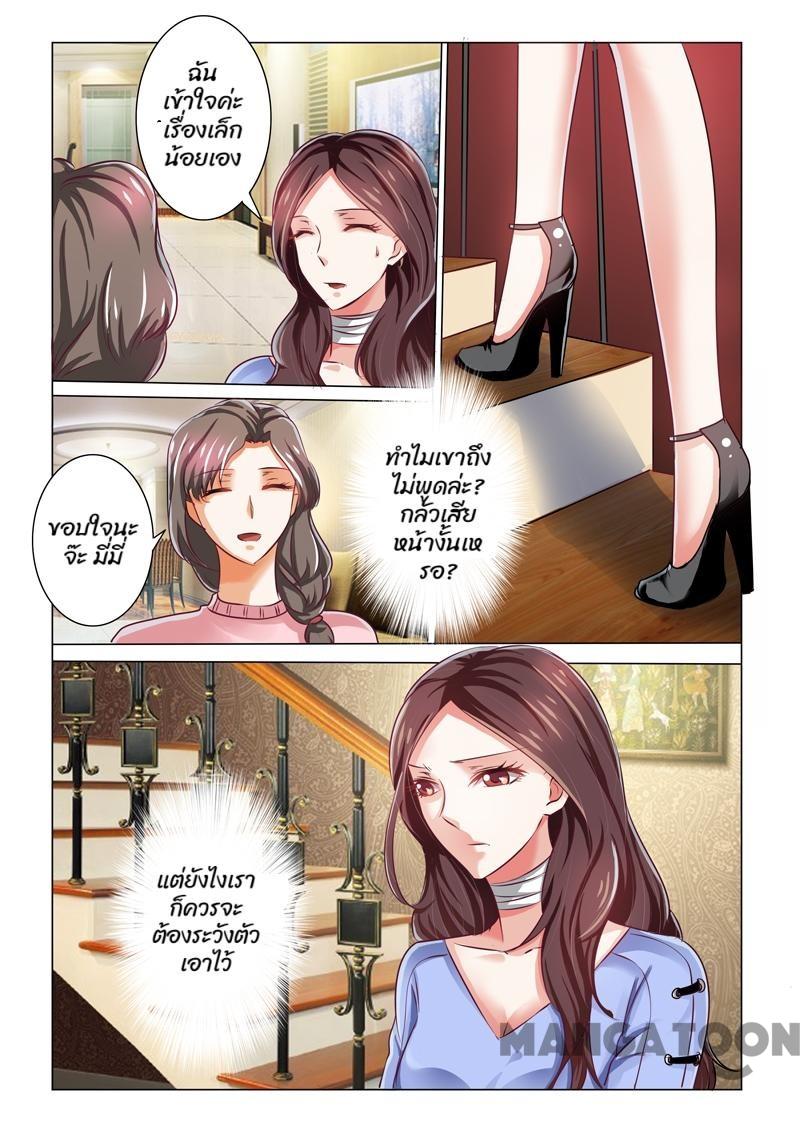 ฉัน
เข้าใจค่ะ
เรื่องเล็ก
น้อยเอง
ขอบใจนะ
จ๊ะ มี่มี่
ทำไมเขาถึง
ไม่พูดล่ะ?
กลัวเสีย
หน้างั้นเห
รอ?
แต่ยังไงเรา
ก็ควรจะ
ต้องระวังตัว
เอาไว้
MANGATOON